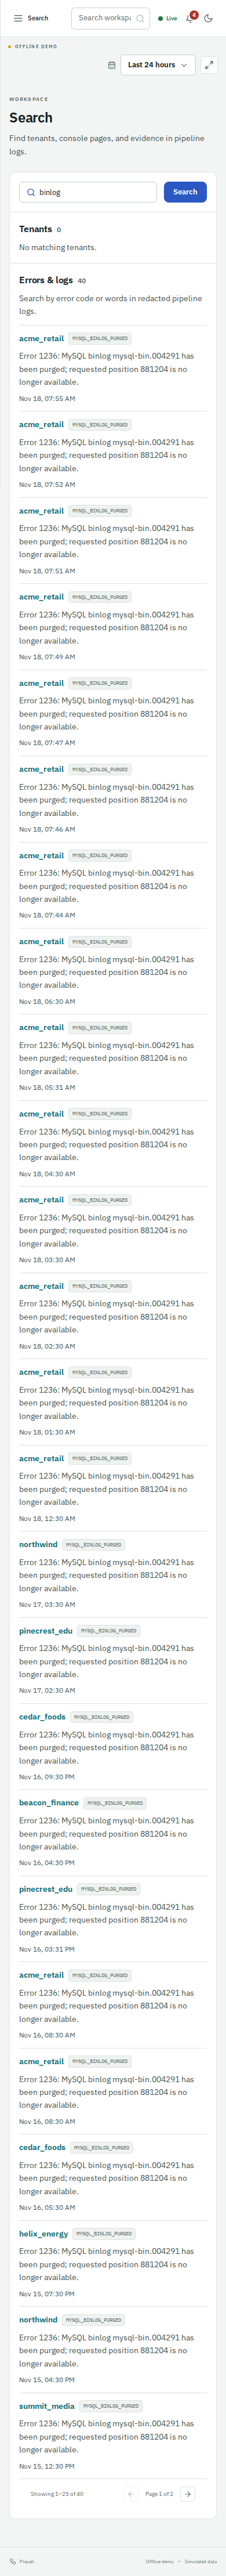 Search
Search workspa
Live
4
OFFLINE DEMO
Last 24 hours
WORKSPACE
Search
Find tenants, console pages, and evidence in pipeline
logs.
binlog
Search
Tenants 0
No matching tenants.
Errors & logs 40
Search by error code or words in redacted pipeline
logs.
acme_retail MYSQL_BINLOG_PURGED
Error 1236: MySQL binlog mysql-bin.004291 has
been purged; requested position 881204 is no
longer available.
Nov 18, 07:55 AM
acme_retail MYSQL_BINLOG_PURGED
Error 1236: MySQL binlog mysql-bin.004291 has
been purged; requested position 881204 is no
longer available.
Nov 18, 07:52 AM
acme_retail MYSQL_BINLOG_PURGED
Error 1236: MySQL binlog mysql-bin.004291 has
been purged; requested position 881204 is no
longer available.
Nov 18, 07:51 AM
acme_retail MYSQL_BINLOG_PURGED
Error 1236: MySQL binlog mysql-bin.004291 has
been purged; requested position 881204 is no
longer available.
Nov 18, 07:49 AM
acme_retail MYSQL_BINLOG_PURGED
Error 1236: MySQL binlog mysql-bin.004291 has
been purged; requested position 881204 is no
longer available.
Nov 18, 07:47 AM
acme_retail MYSQL_BINLOG_PURGED
Error 1236: MySQL binlog mysql-bin.004291 has
been purged; requested position 881204 is no
longer available.
Nov 18, 07:46 AM
acme_retail MYSQL_BINLOG_PURGED
Error 1236: MySQL binlog mysql-bin.004291 has
been purged; requested position 881204 is no
longer available.
Nov 18, 07:44 AM
acme_retail MYSQL_BINLOG_PURGED
Error 1236: MySQL binlog mysql-bin.004291 has
been purged; requested position 881204 is no
longer available.
Nov 18, 06:30 AM
acme_retail MYSQL_BINLOG_PURGED
Error 1236: MySQL binlog mysql-bin.004291 has
been purged; requested position 881204 is no
longer available.
Nov 18, 05:31 AM
acme_retail MYSQL_BINLOG_PURGED
Error 1236: MySQL binlog mysql-bin.004291 has
been purged; requested position 881204 is no
longer available.
Nov 18, 04:30 AM
acme_retail MYSQL_BINLOG_PURGED
Error 1236: MySQL binlog mysql-bin.004291 has
been purged; requested position 881204 is no
longer available.
Nov 18, 03:30 AM
acme_retail MYSQL_BINLOG_PURGED
Error 1236: MySQL binlog mysql-bin.004291 has
been purged; requested position 881204 is no
longer available.
Nov 18, 02:30 AM
acme_retail MYSQL_BINLOG_PURGED
Error 1236: MySQL binlog mysql-bin.004291 has
been purged; requested position 881204 is no
longer available.
Nov 18, 01:30 AM
acme_retail MYSQL_BINLOG_PURGED
Error 1236: MySQL binlog mysql-bin.004291 has
been purged; requested position 881204 is no
longer available.
Nov 18, 12:30 AM
northwind MYSQL_BINLOG_PURGED
Error 1236: MySQL binlog mysql-bin.004291 has
been purged; requested position 881204 is no
longer available.
Nov 17, 03:30 AM
pinecrest_edu MYSQL_BINLOG_PURGED
Error 1236: MySQL binlog mysql-bin.004291 has
been purged; requested position 881204 is no
longer available.
Nov 17, 02:30 AM
cedar_foods MYSQL_BINLOG_PURGED
Error 1236: MySQL binlog mysql-bin.004291 has
been purged; requested position 881204 is no
longer available.
Nov 16, 09:30 PM
beacon_finance MYSQL_BINLOG_PURGED
Error 1236: MySQL binlog mysql-bin.004291 has
been purged; requested position 881204 is no
longer available.
Nov 16, 04:30 PM
pinecrest_edu MYSQL_BINLOG_PURGED
Error 1236: MySQL binlog mysql-bin.004291 has
been purged; requested position 881204 is no
longer available.
Nov 16, 03:31 PM
acme_retail MYSQL_BINLOG_PURGED
Error 1236: MySQL binlog mysql-bin.004291 has
been purged; requested position 881204 is no
longer available.
Nov 16, 08:30 AM
acme_retail MYSQL_BINLOG_PURGED
Error 1236: MySQL binlog mysql-bin.004291 has
been purged; requested position 881204 is no
longer available.
Nov 16, 08:30 AM
cedar_foods MYSQL_BINLOG_PURGED
Error 1236: MySQL binlog mysql-bin.004291 has
been purged; requested position 881204 is no
longer available.
Nov 16, 05:30 AM
helix_energy MYSQL_BINLOG_PURGED
Error 1236: MySQL binlog mysql-bin.004291 has
been purged; requested position 881204 is no
longer available.
Nov 15, 07:30 PM
northwind MYSQL_BINLOG_PURGED
Error 1236: MySQL binlog mysql-bin.004291 has
been purged; requested position 881204 is no
longer available.
Nov 15, 04:30 PM
summit_media MYSQL_BINLOG_PURGED
Error 1236: MySQL binlog mysql-bin.004291 has
been purged; requested position 881204 is no
longer available.
Nov 15, 12:30 PM
Showing 1–25 of 40
Page 1 of 2
Offline demo • Simulated data